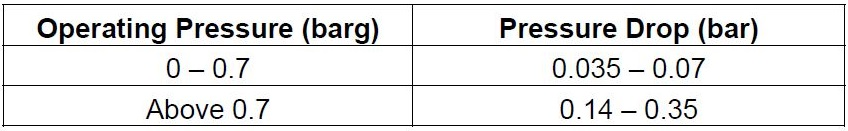 Operating Pressure (barg) Pressure Drop (bar)
0 – 0.7 0.035 – 0.07
Above 0.7 0.14 – 0.35